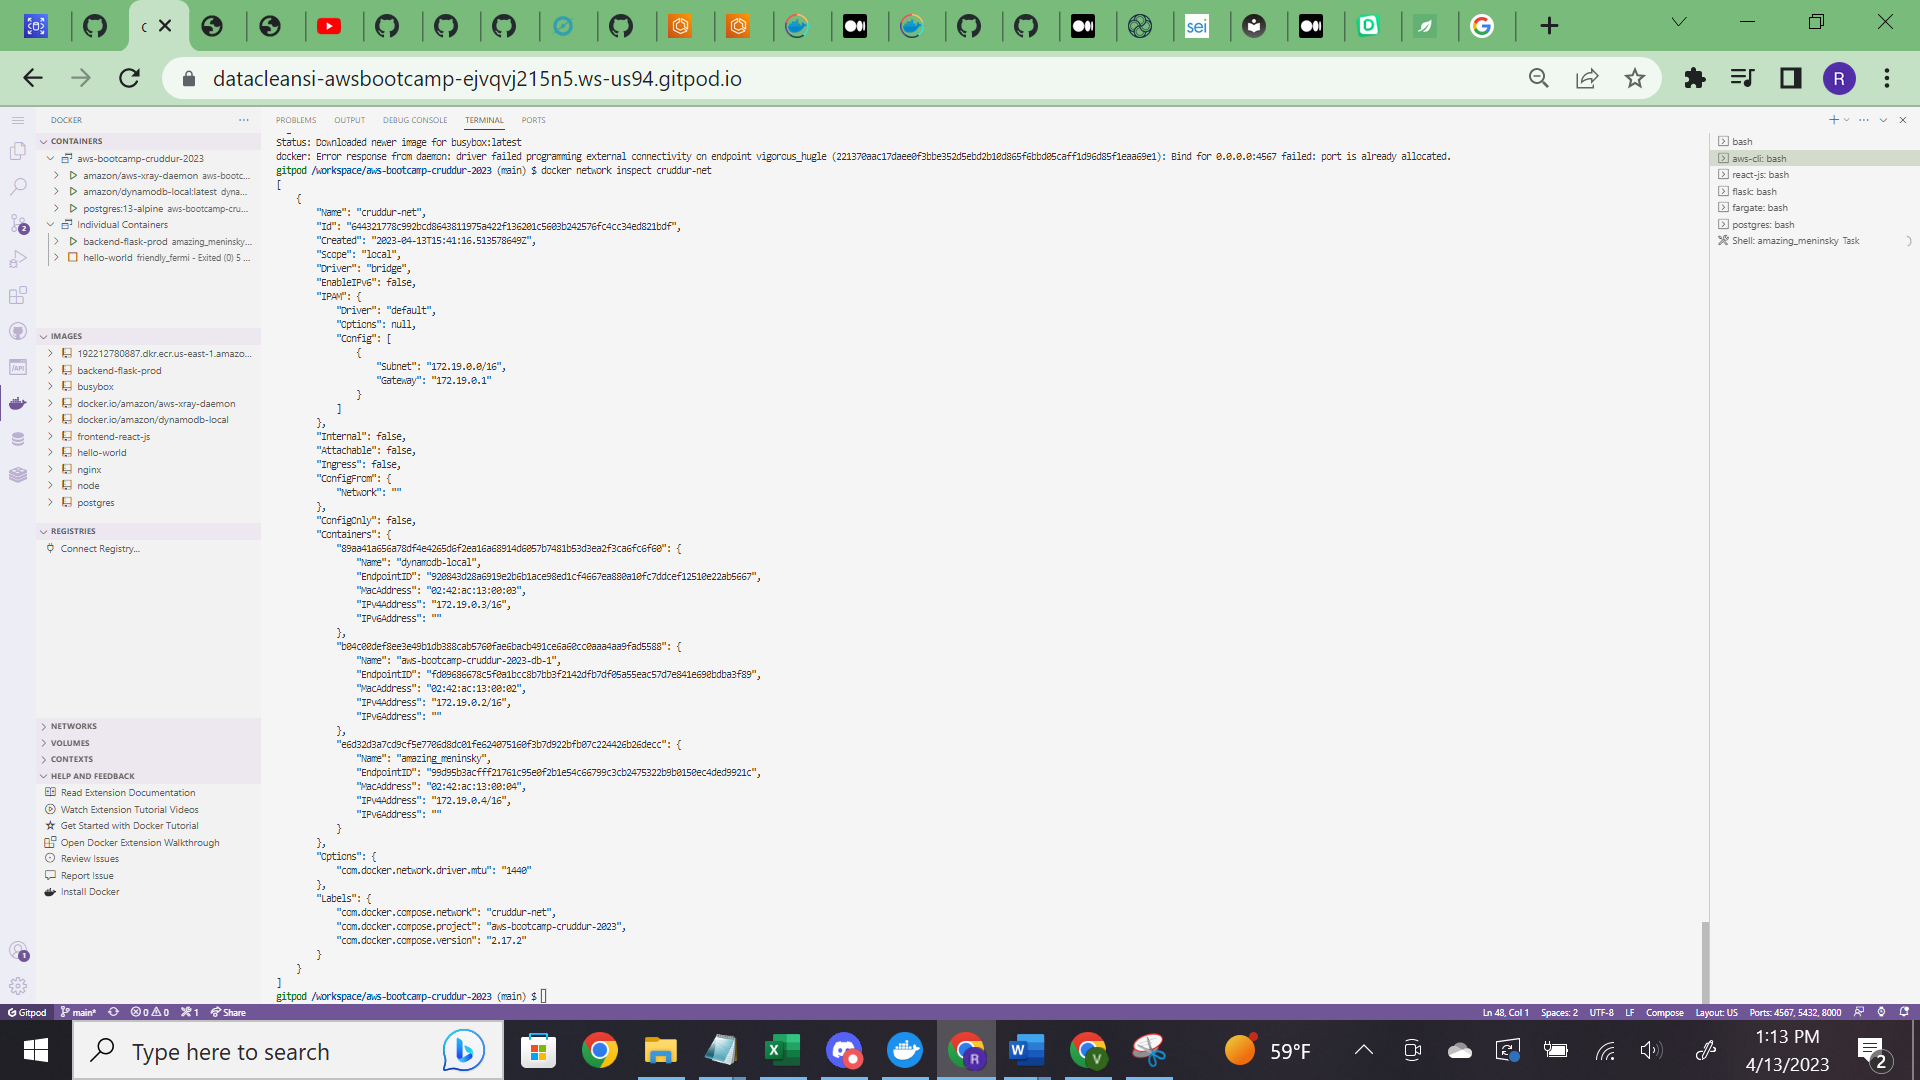 datacleansi-awsbootcamp-ejvqvj215n5.ws-us94.gitpod.io
R
DOCKER
CONTAINERS
aws-bootcamp-cruddur-2023
amazon/aws-xray-daemon aws-bootc...
amazon/dynamodb-local:latest dyna...
postgres:13-alpine aws-bootcamp-cru...
Individual Containers
backend-flask-prod amazing_meninsky...
hello-world friendly_fermi - Exited (0) 5 ...
IMAGES
192212780887.dkr.ecr.us-east-1.amazo...
backend-flask-prod
busybox
docker.io/amazon/aws-xray-daemon
docker.io/amazon/dynamodb-local
frontend-react-js
hello-world
nginx
node
postgres
REGISTRIES
Connect Registry...
NETWORKS
VOLUMES
CONTEXTS
HELP AND FEEDBACK
Read Extension Documentation
Watch Extension Tutorial Videos
Get Started with Docker Tutorial
Open Docker Extension Walkthrough
Review Issues
Report Issue
Install Docker
PROBLEMS OUTPUT DEBUG CONSOLE TERMINAL PORTS
Status: Downloaded newer image for busybox:latest
docker: Error response from daemon: driver failed programming external connectivity on endpoint vigorous_hugle (221370aac17daee0f3bbe352d5ebd2b10d865f6bbd05caff1d96d85f1eaa69e1): Bind for 0.0.0.0:4567 failed: port is already allocated.
gitpod /workspace/aws-bootcamp-cruddur-2023 (main) $ docker network inspect cruddur-net
[
{
"Name": "cruddur-net",
"Id": "644321778c992bcd8643811975a422f136201c5603b242576fc4cc34ed821bdf",
"Created": "2023-04-13T15:41:16.513578649Z",
"Scope": "local",
"Driver": "bridge",
"EnableIPv6": false,
"IPAM": {
"Driver": "default",
"Options": null,
"Config": [
{
"Subnet": "172.19.0.0/16",
"Gateway": "172.19.0.1"
}
]
},
"Internal": false,
"Attachable": false,
"Ingress": false,
"ConfigFrom": {
"Network": ""
},
"ConfigOnly": false,
"Containers": {
"89aa41a656a78df4e4265d6f2ea16a68914d6057b7481b53d3ea2f3ca6fc6f60": {
"Name": "dynamodb-local",
"EndpointID": "920843d28a6919e2b6b1ace98ed1cf4667ea880a10fc7ddcef12510e22ab5667",
"MacAddress": "02:42:ac:13:00:03",
"IPv4Address": "172.19.0.3/16",
"IPv6Address": ""
},
"b04c00def8ee3e49b1db388cab5760fae6bacb491ce6a60cc0aaa4aa9fad5588": {
"Name": "aws-bootcamp-cruddur-2023-db-1",
"EndpointID": "fd09686678c5f0a1bcc8b7bb3f2142dfb7df05a55eac57d7e841e690bdba3f89",
"MacAddress": "02:42:ac:13:00:02",
"IPv4Address": "172.19.0.2/16",
"IPv6Address": ""
},
"e6d32d3a7cd9cf5e7706d8dc01fe624075160f3b7d922bfb07c224426b26decc": {
"Name": "amazing_meninsky",
"EndpointID": "99d95b3acfff21761c95e0f2b1e54c66799c3cb2475322b9b0150ec4ded9921c",
"MacAddress": "02:42:ac:13:00:04",
"IPv4Address": "172.19.0.4/16",
"IPv6Address": ""
}
},
"Options": {
"com.docker.network.driver.mtu": "1440"
},
"Labels": {
"com.docker.compose.network": "cruddur-net",
"com.docker.compose.project": "aws-bootcamp-cruddur-2023",
"com.docker.compose.version": "2.17.2"
}
}
]
gitpod /workspace/aws-bootcamp-cruddur-2023 (main) $
bash
aws-cli: bash
react-js: bash
flask: bash
fargate: bash
postgres: bash
Shell: amazing_meninsky Task
Gitpod main* 0 0 1 Share
Ln 48, Col 1 Spaces: 2 UTF-8 LF Compose Layout: US Ports: 4567, 5432, 8000
Type here to search
59°F
1:13 PM
4/13/2023
2